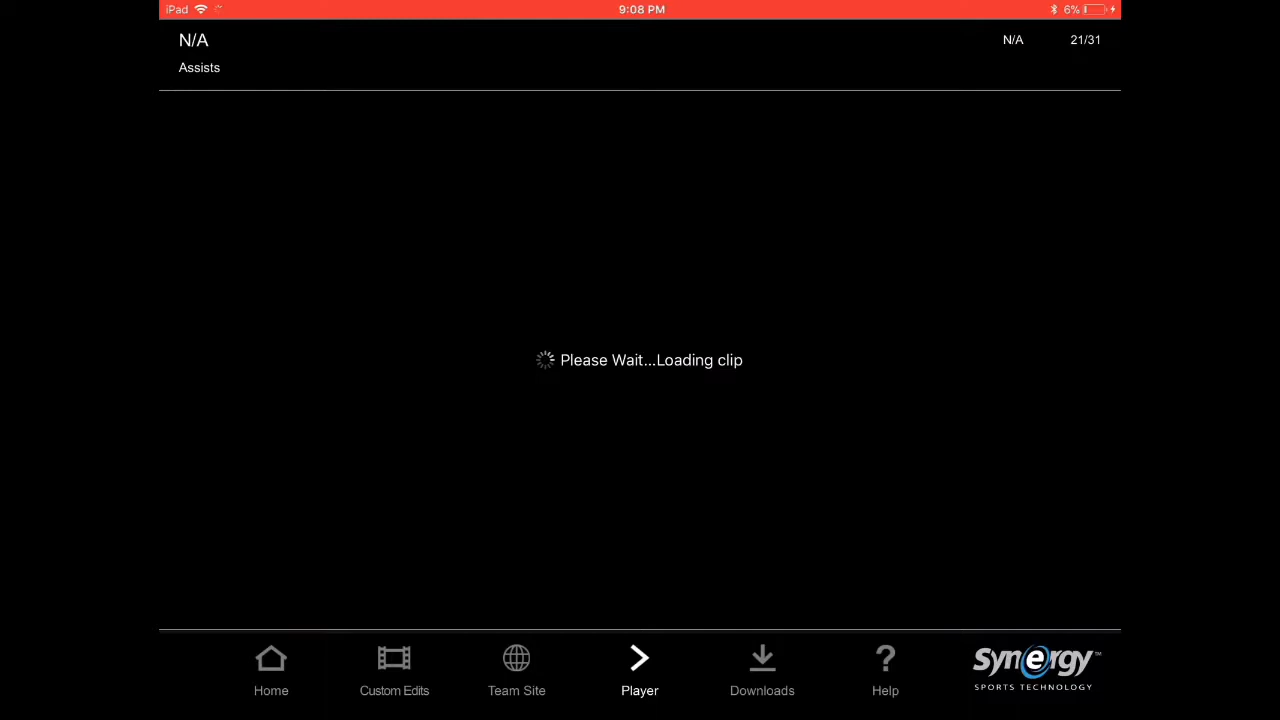 iPad 9:08 PM 6%
N/A N/A 21/31
Assists
Please Wait...Loading clip
Home Custom Edits Team Site Player Downloads Help
Synergy™
SPORTS TECHNOLOGY